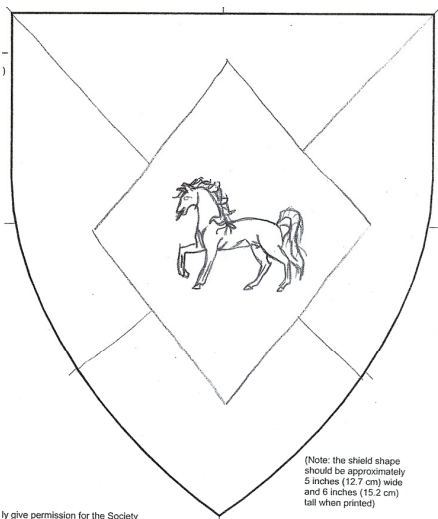 )
(Note: the shield shape
should be approximately
5 inches (12.7 cm) wide
and 6 inches (15.2 cm)
tall when printed)
ly give permission for the Society